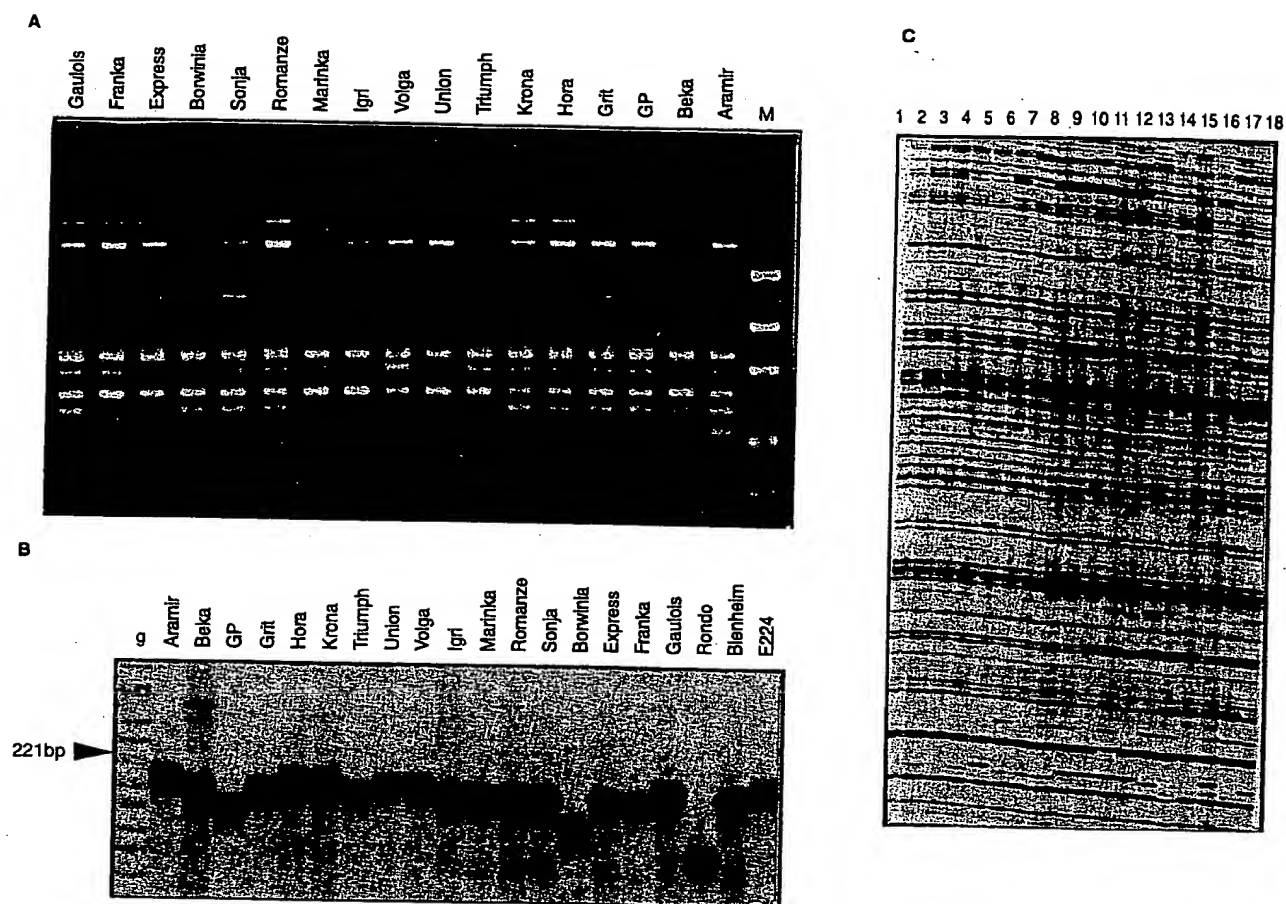 A
Gaulois Franka Express Borwinia Sonja Romanze Marinka Igri Volga Union Triumph Krona Hora Grit GP Beka Aramir M
B
g Aramir Beka GP Grit Hora Krona Triumph Union Volga Igri Marinka Romanze Sonja Borwinia Express Franka Gaulois Rondo Blenheim E224
221bp
C
1 2 3 4 5 6 7 8 9 10 11 12 13 14 15 16 17 18